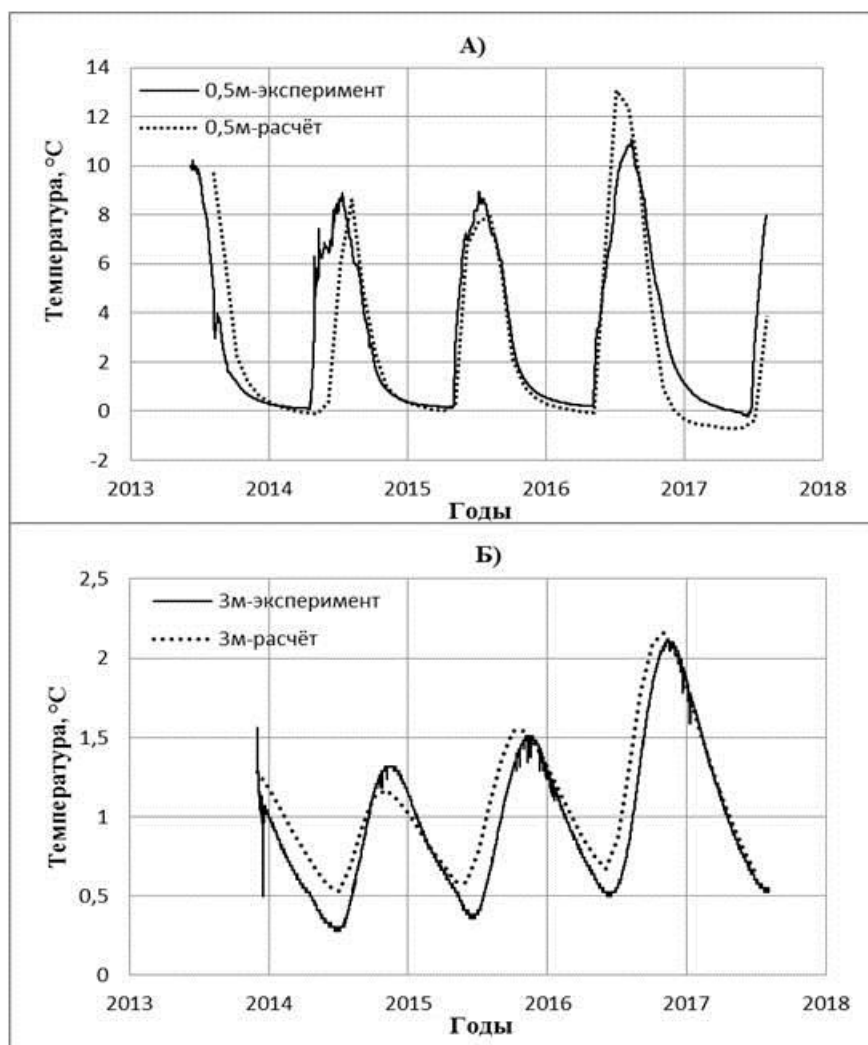 А)
14
12
10
8
6
4
2
0
-2
Температура, °С
0,5м-эксперимент
0,5м-расчёт
2013 2014 2015 2016 2017 2018
Годы
Б)
2,5
2
1,5
1
0,5
0
Температура, °С
3м-эксперимент
3м-расчёт
2013 2014 2015 2016 2017 2018
Годы